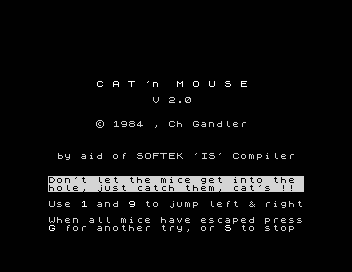 CAT 'n MOUSE
V 2.0
© 1984 , Ch Gandler
by aid of SOFTEK 'IS' Compiler
Don't let the mice get into the
hole, just catch them, cat's !!
Use 1 and 9 to jump left & right
When all mice have escaped press
G for another try, or S to stop